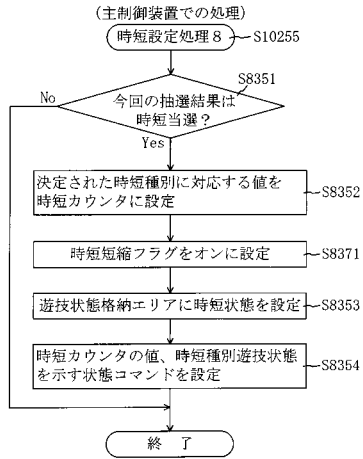 (主制御装置での処理)
時短設定処理8
S10255
S8351
No
今回の抽選結果は
時短当選?
Yes
決定された時短種別に対応する値を
時短カウンタに設定
S8352
時短短縮フラグをオンに設定
S8371
遊技状態格納エリアに時短状態を設定
S8353
時短カウンタの値、時短種別遊技状態
を示す状態コマンドを設定
S8354
終 了